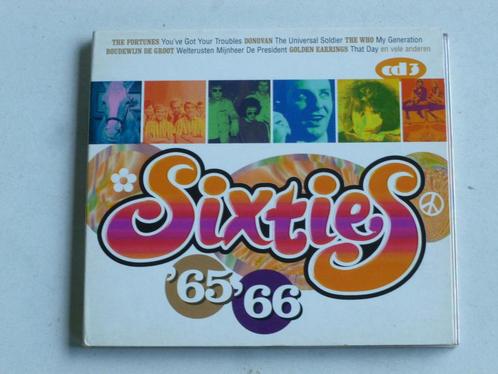 THE FORTUNES You've Got Your Troubles DONOVAN The Universal Soldier THE WHO My Generation
BOUDEWIJN DE GROOT Welterusten Mijnheer De President GOLDEN EARRINGS That Day en vele anderen
cd3
Sixties
'65 '66